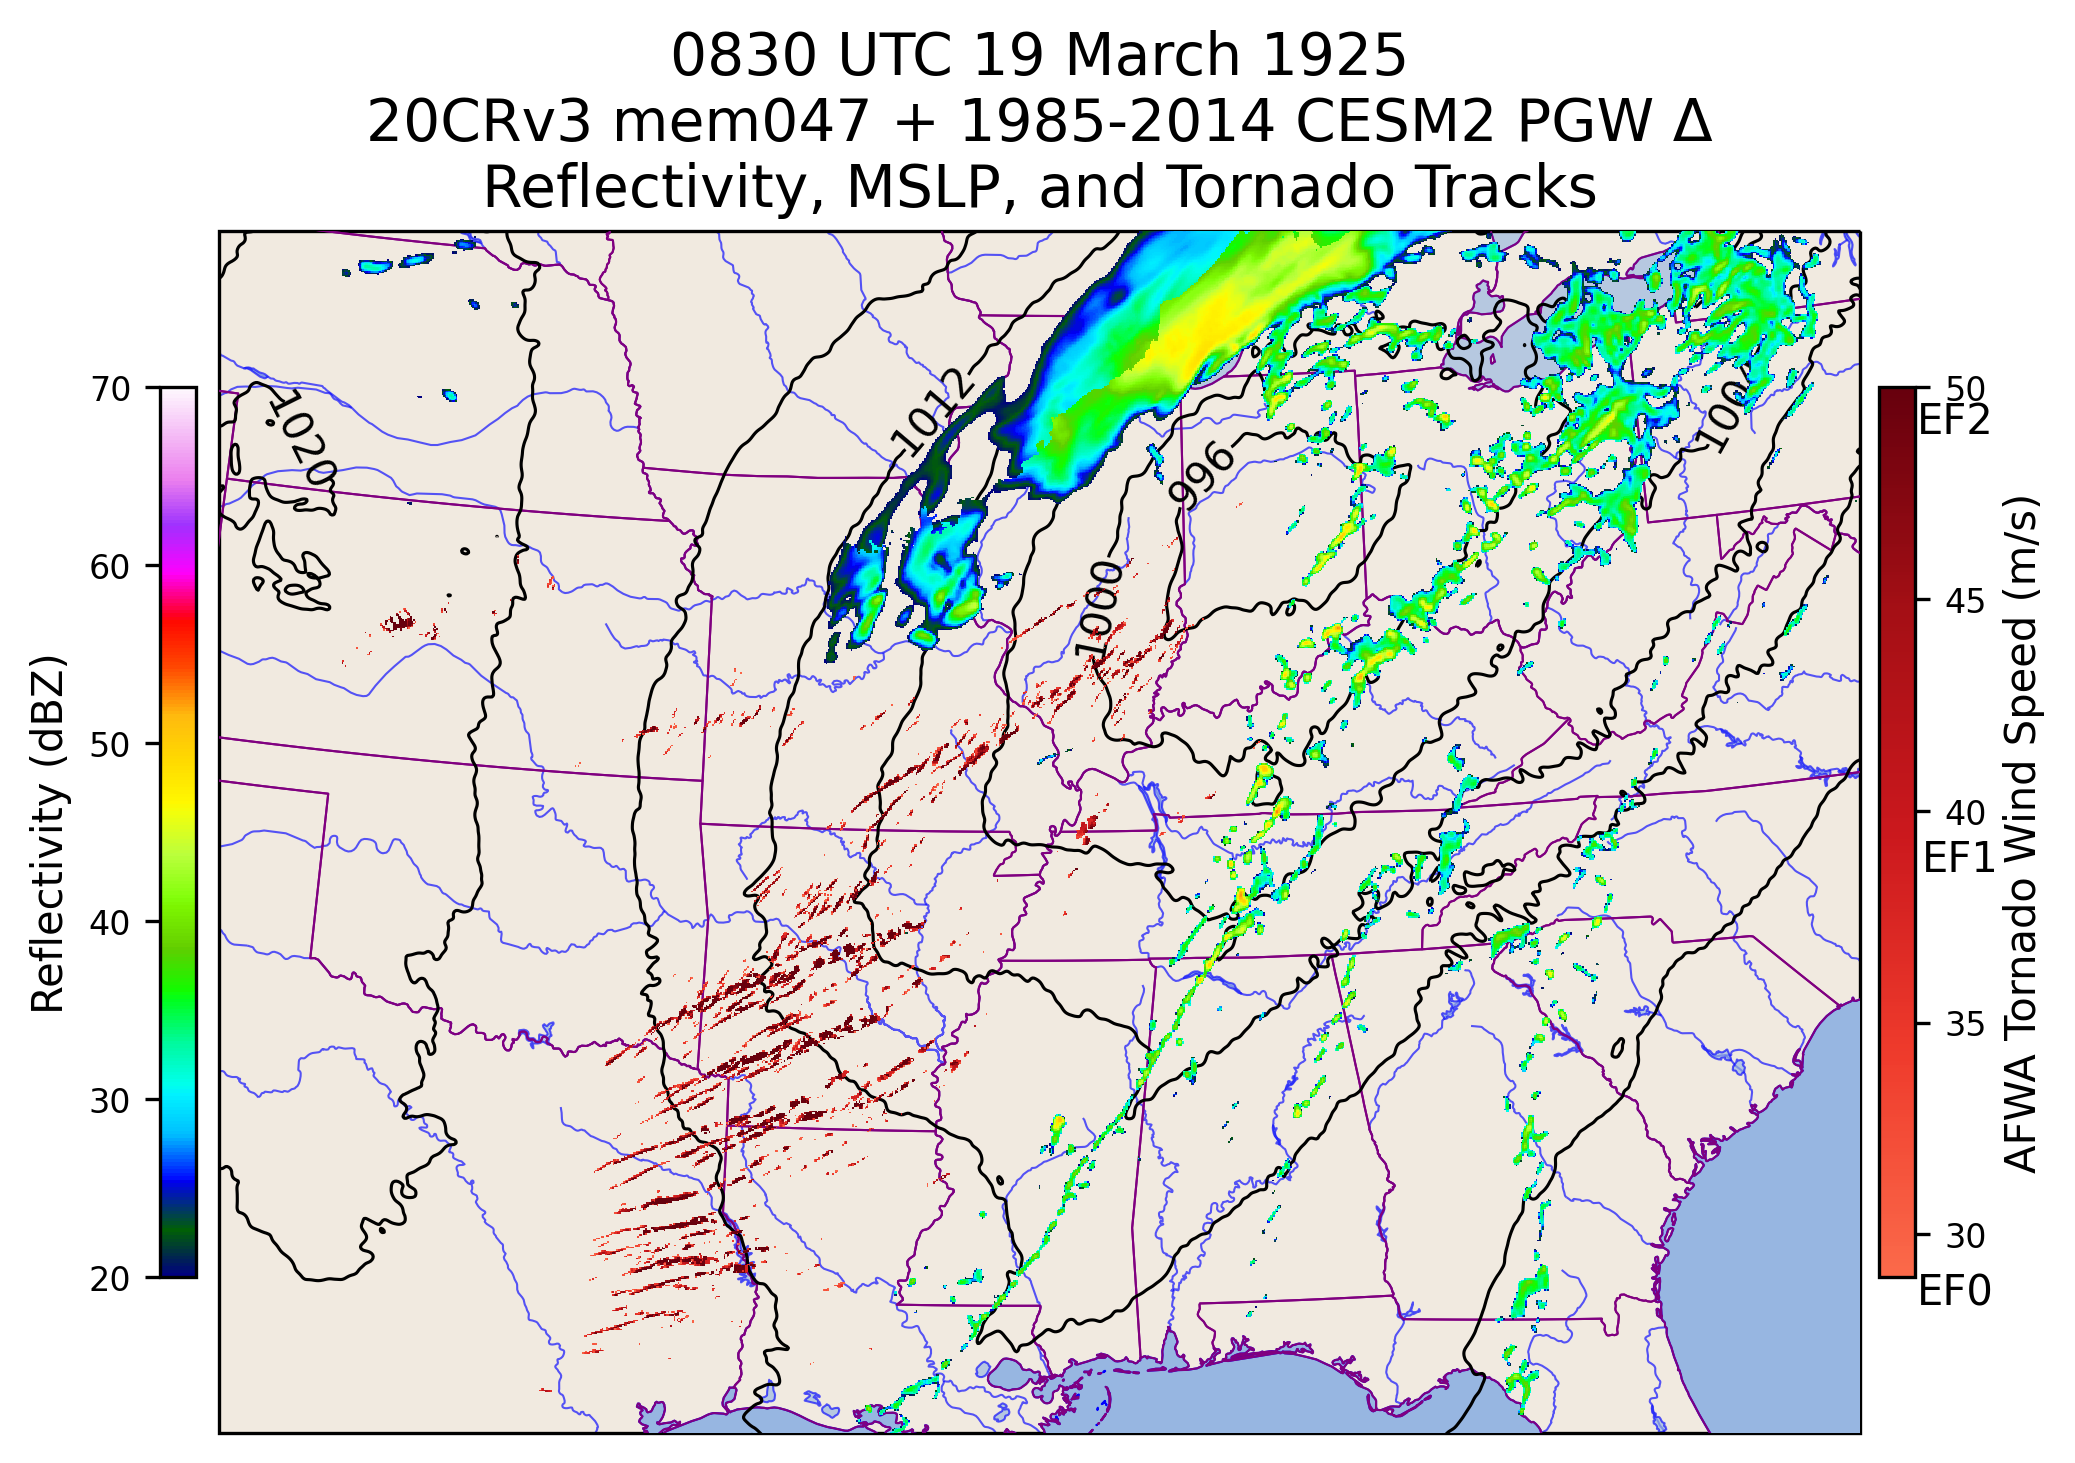 0830 UTC 19 March 1925
20CRv3 mem047 + 1985-2014 CESM2 PGW Δ
Reflectivity, MSLP, and Tornado Tracks
Reflectivity (dBZ)
70
60
50
40
30
20
1020
1012
996
1000
50
EF2
45
40
EF1
35
30
EF0
AFWA Tornado Wind Speed (m/s)